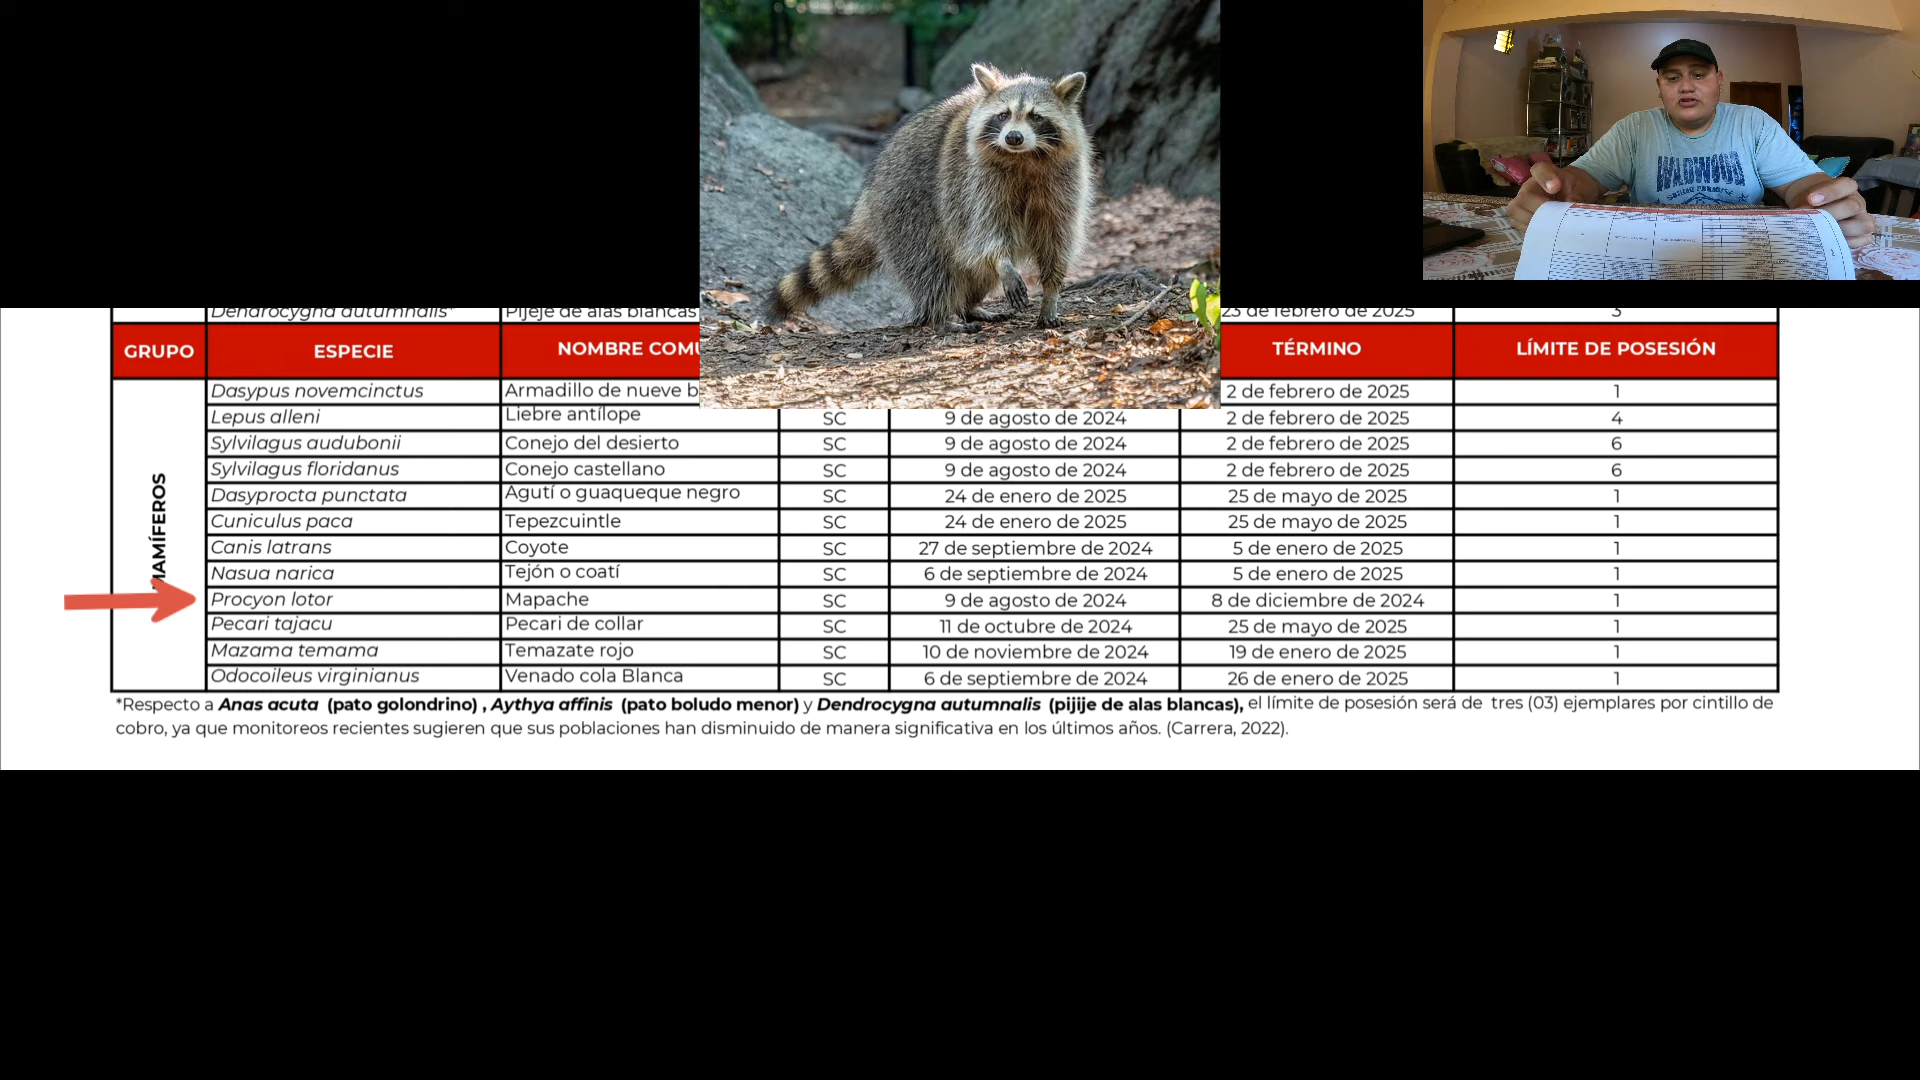 WILDWOOD
Dendrocygna autumnalis* Pijije de alas blancas 23 de febrero de 2025 3
GRUPO ESPECIE NOMBRE COMÚ TÉRMINO LÍMITE DE POSESIÓN
MAMÍFEROS
Dasypus novemcinctus Armadillo de nueve b 2 de febrero de 2025 1
Lepus alleni Liebre antílope SC 9 de agosto de 2024 2 de febrero de 2025 4
Sylvilagus audubonii Conejo del desierto SC 9 de agosto de 2024 2 de febrero de 2025 6
Sylvilagus floridanus Conejo castellano SC 9 de agosto de 2024 2 de febrero de 2025 6
Dasyprocta punctata Agutí o guaqueque negro SC 24 de enero de 2025 25 de mayo de 2025 1
Cuniculus paca Tepezcuintle SC 24 de enero de 2025 25 de mayo de 2025 1
Canis latrans Coyote SC 27 de septiembre de 2024 5 de enero de 2025 1
Nasua narica Tejón o coatí SC 6 de septiembre de 2024 5 de enero de 2025 1
Procyon lotor Mapache SC 9 de agosto de 2024 8 de diciembre de 2024 1
Pecari tajacu Pecari de collar SC 11 de octubre de 2024 25 de mayo de 2025 1
Mazama temama Temazate rojo SC 10 de noviembre de 2024 19 de enero de 2025 1
Odocoileus virginianus Venado cola Blanca SC 6 de septiembre de 2024 26 de enero de 2025 1
*Respecto a Anas acuta (pato golondrino) , Aythya affinis (pato boludo menor) y Dendrocygna autumnalis (pijije de alas blancas), el límite de posesión será de tres (03) ejemplares por cintillo de
cobro, ya que monitoreos recientes sugieren que sus poblaciones han disminuido de manera significativa en los últimos años. (Carrera, 2022).